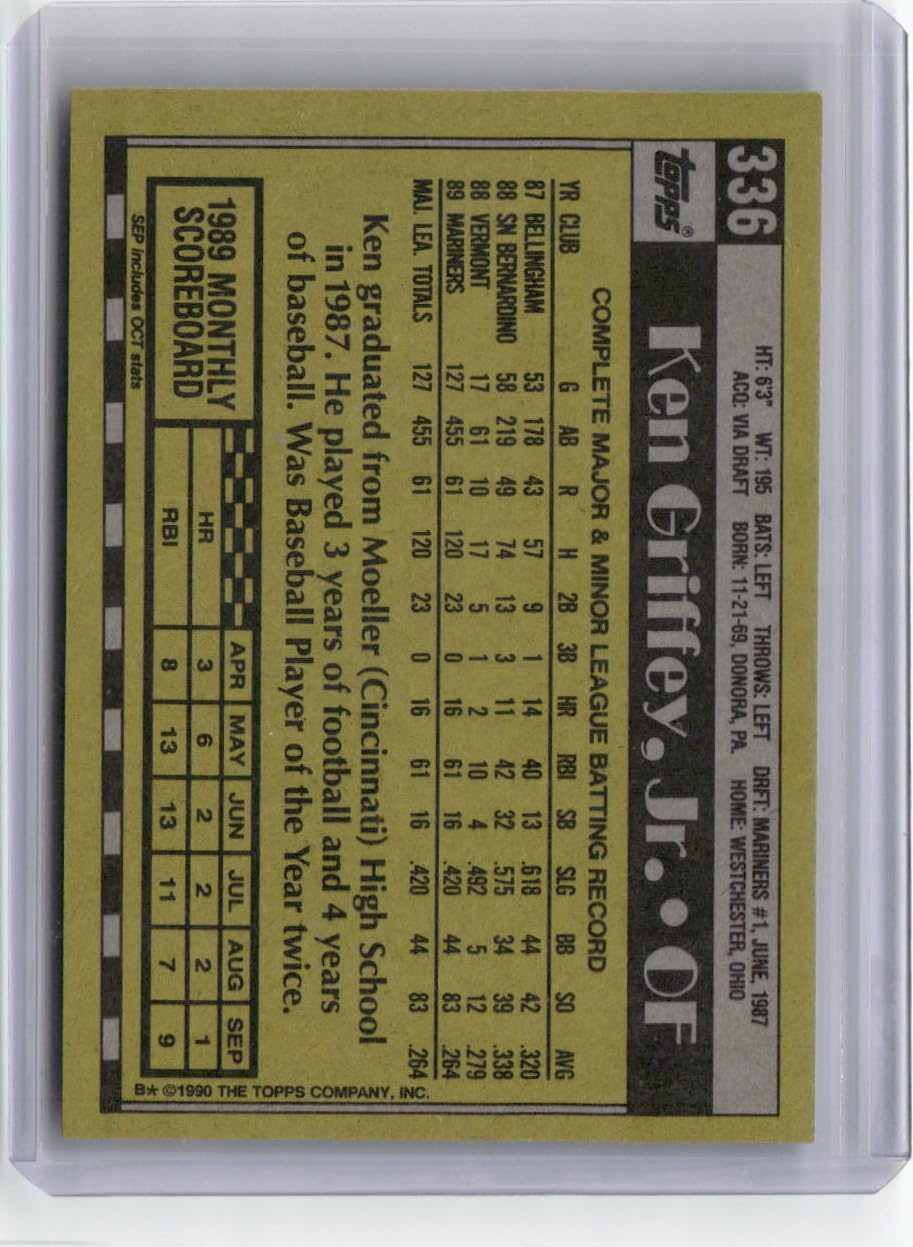 336
HT: 6'3" WT: 195 BATS: LEFT THROWS: LEFT DRFT: MARINERS #1, JUNE, 1987
ACQ: VIA DRAFT BORN: 11-21-69, DONORA, PA. HOME: WESTCHESTER, OHIO
topps®
Ken Griffey, Jr. • OF
COMPLETE MAJOR & MINOR LEAGUE BATTING RECORD
YR CLUB G AB R H 2B 3B HR RBI SB SLG BB SO AVG
87 BELLINGHAM 53 178 43 57 9 1 14 40 13 .618 44 42 .320
88 SN BERNARDINO 58 219 49 74 13 3 11 42 32 .575 34 39 .338
88 VERMONT 17 61 10 17 5 1 2 10 4 .492 5 12 .279
89 MARINERS 127 455 61 120 23 0 16 61 16 .420 44 83 .264
MAJ. LEA. TOTALS 127 455 61 120 23 0 16 61 16 .420 44 83 .264
Ken graduated from Moeller (Cincinnati) High School
in 1987. He played 3 years of football and 4 years
of baseball. Was Baseball Player of the Year twice.
1989 MONTHLY
SCOREBOARD
APR MAY JUN JUL AUG SEP
HR 3 6 2 2 2 1
RBI 8 13 13 11 7 9
SEP includes OCT stats
B* ©1990 THE TOPPS COMPANY, INC.